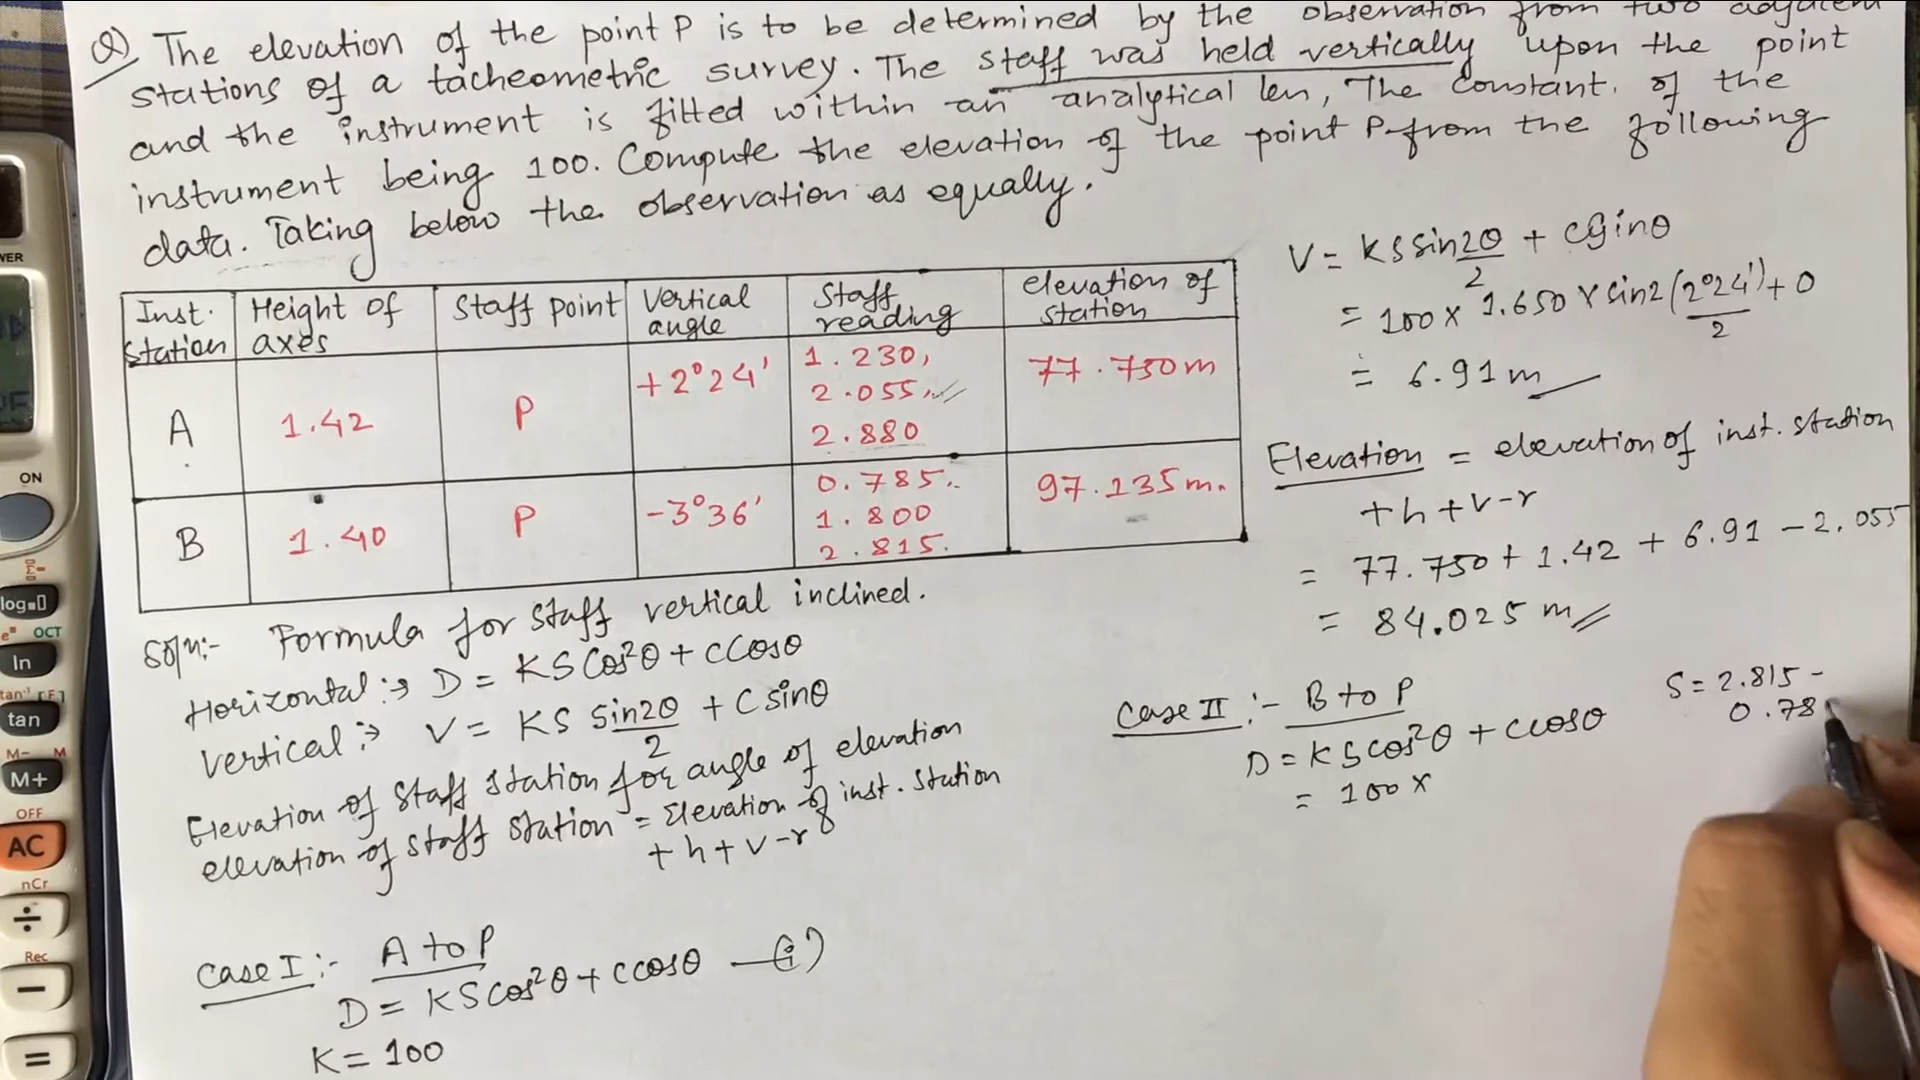 Q) The elevation of the point P is to be determined by the observation from two adjacent
stations of a tacheometric survey. The staff was held vertically upon the point
and the instrument is fitted within an analytical len, The Constant. of the
instrument being 100. Compute the elevation of the point P from the following
data. Taking below the observation as equally.
Inst. station
Height of axes
Staff point
Vertical angle
Staff reading
elevation of station
A
1.42
P
+2°24'
1.230,
2.055,
2.880
77.750m
B
1.40
P
-3°36'
0.785.
1.800
2.815.
97.135m.
Soln:- Formula for staff vertical inclined.
Horizontal :→ D = KS Cos²θ + CCosθ
Vertical :→ V = KS Sin2θ/2 + C sinθ
Elevation of staff station for angle of elevation
elevation of staff station = Elevation of inst. station
+ h + v - r
Case I :- A to P
D = KS cos²θ + C cosθ —(i)
K = 100
V = KS Sin2θ/2 + C sinθ
= 100 x 1.650 x sin2(2°24')/2 + 0
= 6.91 m
Elevation = elevation of inst. station
+ h + v - r
= 77.750 + 1.42 + 6.91 - 2.055
= 84.025 m
Case II :- B to P
D = KS cos²θ + C cosθ
= 100 x
S = 2.815 -
0.78
ON
log
OCT
ln
tan
M- M
M+
OFF
AC
nCr
÷
Rec
−
=